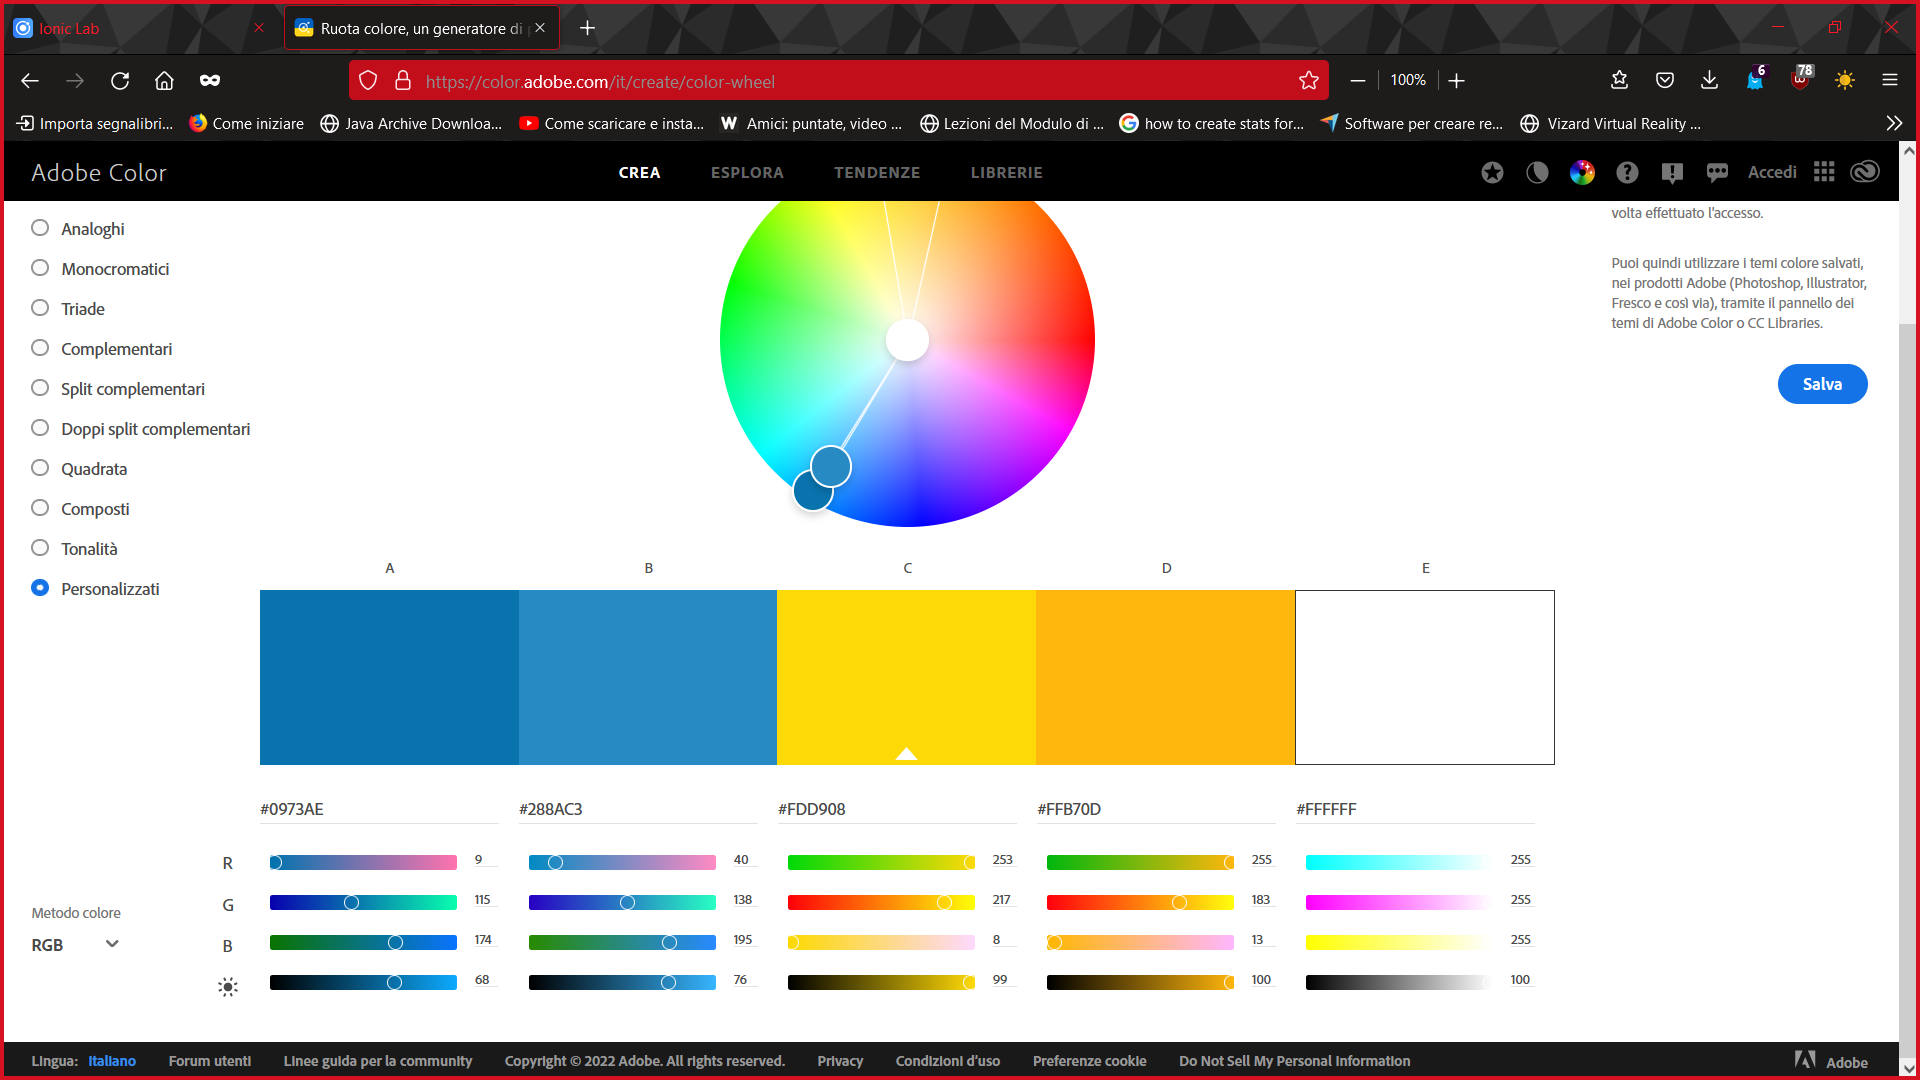 Ionic Lab
Ruota colore, un generatore di
https://color.adobe.com/it/create/color-wheel
100%
6
78
Importa segnalibri...
Come iniziare
Java Archive Downloa...
Come scaricare e insta...
W
Amici: puntate, video ...
Lezioni del Modulo di ...
how to create stats for...
Software per creare re...
Vizard Virtual Reality ...
Adobe Color
CREA
ESPLORA
TENDENZE
LIBRERIE
Accedi
Analoghi
Monocromatici
Triade
Complementari
Split complementari
Doppi split complementari
Quadrata
Composti
Tonalità
Personalizzati
volta effettuato l'accesso.
Puoi quindi utilizzare i temi colore salvati,
nei prodotti Adobe (Photoshop, Illustrator,
Fresco e così via), tramite il pannello dei
temi di Adobe Color o CC Libraries.
Salva
A
B
C
D
E
#0973AE
#288AC3
#FDD908
#FFB70D
#FFFFFF
R
9
40
253
255
255
G
115
138
217
183
255
B
174
195
8
13
255
68
76
99
100
100
Metodo colore
RGB
Lingua: Italiano
Forum utenti
Linee guida per la community
Copyright © 2022 Adobe. All rights reserved.
Privacy
Condizioni d'uso
Preferenze cookie
Do Not Sell My Personal Information
Adobe